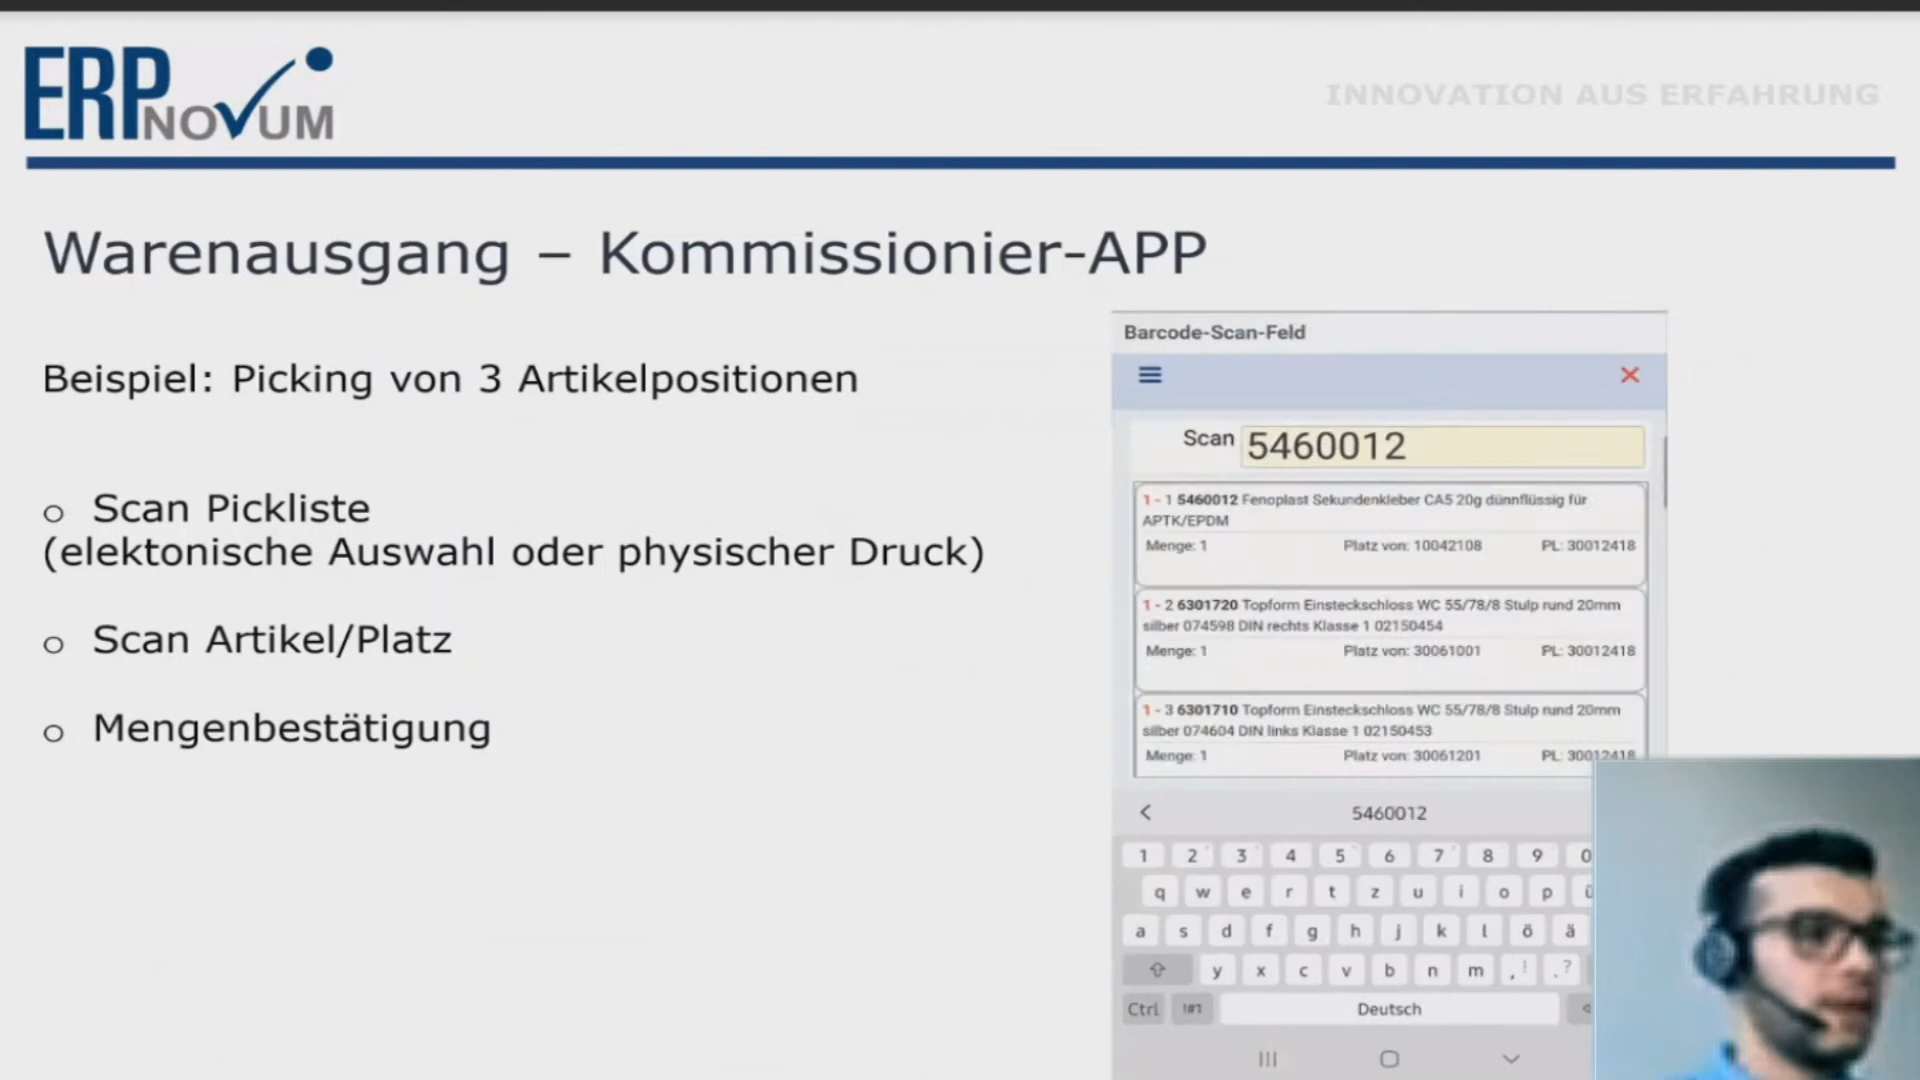 ERP NOVUM
INNOVATION AUS ERFAHRUNG
Warenausgang – Kommissionier-APP
Beispiel: Picking von 3 Artikelpositionen
o Scan Pickliste
(elektonische Auswahl oder physischer Druck)
o Scan Artikel/Platz
o Mengenbestätigung
Barcode-Scan-Feld
Scan 5460012
1 - 1 5460012 Fenoplast Sekundenkleber CA5 20g dünnflüssig für
APTK/EPDM
Menge: 1 Platz von: 10042108 PL: 30012418
1 - 2 6301720 Topform Einsteckschloss WC 55/78/8 Stulp rund 20mm
silber 074598 DIN rechts Klasse 1 02150454
Menge: 1 Platz von: 30061001 PL: 30012418
1 - 3 6301710 Topform Einsteckschloss WC 55/78/8 Stulp rund 20mm
silber 074604 DIN links Klasse 1 02150453
Menge: 1 Platz von: 30061201 PL: 30012418
5460012
1 2 3 4 5 6 7 8 9 0
q w e r t z u i o p ü
a s d f g h j k l ö ä
y x c v b n m , ! . ?
Ctrl !#1 Deutsch